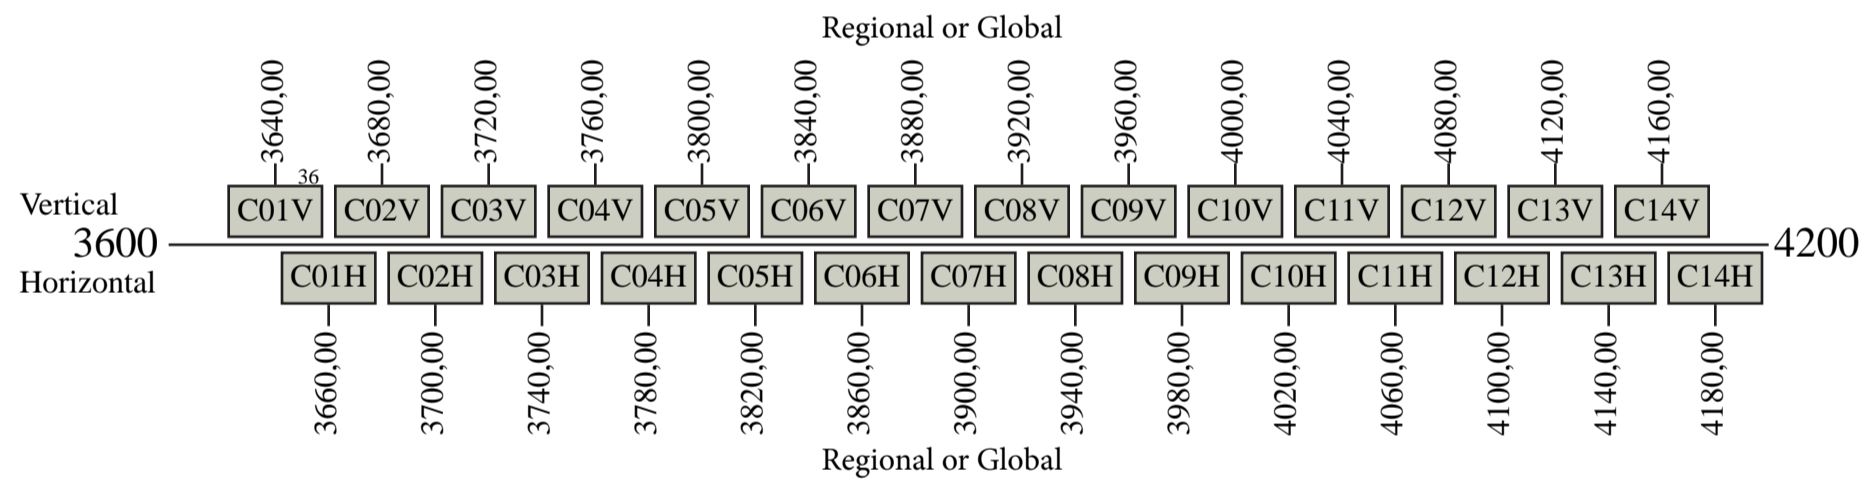 Regional or Global
3640,00 3680,00 3720,00 3760,00 3800,00 3840,00 3880,00 3920,00 3960,00 4000,00 4040,00 4080,00 4120,00 4160,00
36
Vertical
C01V C02V C03V C04V C05V C06V C07V C08V C09V C10V C11V C12V C13V C14V
3600 4200
Horizontal
C01H C02H C03H C04H C05H C06H C07H C08H C09H C10H C11H C12H C13H C14H
3660,00 3700,00 3740,00 3780,00 3820,00 3860,00 3900,00 3940,00 3980,00 4020,00 4060,00 4100,00 4140,00 4180,00
Regional or Global